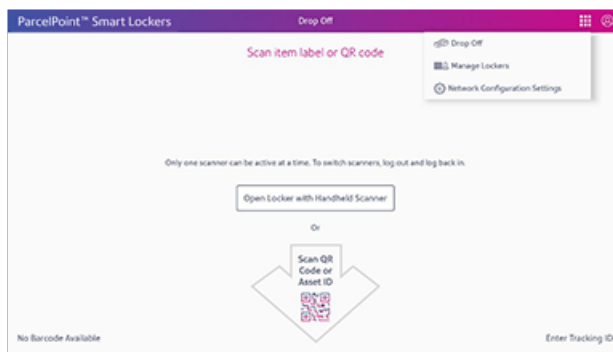 ParcelPoint™ Smart Lockers
Drop Off
Scan item label or QR code
Drop Off
Manage Lockers
Network Configuration Settings
Only one scanner can be active at a time. To switch scanners, log out and log back in.
Open Locker with Handheld Scanner
Or
Scan QR
Code or
Asset ID
No Barcode Available
Enter Tracking ID